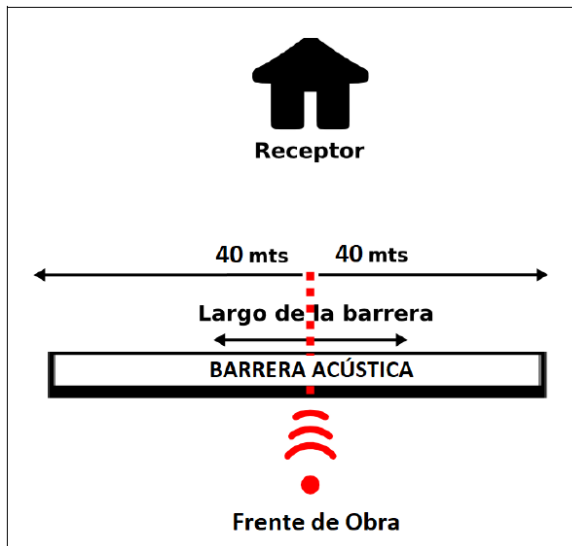 Receptor
40 mts 40 mts
Largo de la barrera
BARRERA ACÚSTICA
Frente de Obra